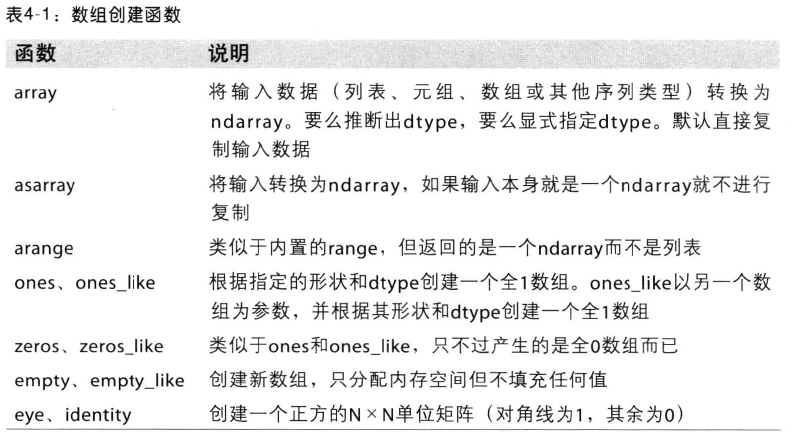 表4-1：数组创建函数
函数 说明
array 将输入数据（列表、元组、数组或其他序列类型）转换为
ndarray。要么推断出dtype，要么显式指定dtype。默认直接复
制输入数据
asarray 将输入转换为ndarray，如果输入本身就是一个ndarray就不进行
复制
arange 类似于内置的range，但返回的是一个ndarray而不是列表
ones、ones_like 根据指定的形状和dtype创建一个全1数组。ones_like以另一个数
组为参数，并根据其形状和dtype创建一个全1数组
zeros、zeros_like 类似于ones和ones_like，只不过产生的是全0数组而已
empty、empty_like 创建新数组，只分配内存空间但不填充任何值
eye、identity 创建一个正方的N×N单位矩阵（对角线为1，其余为0）